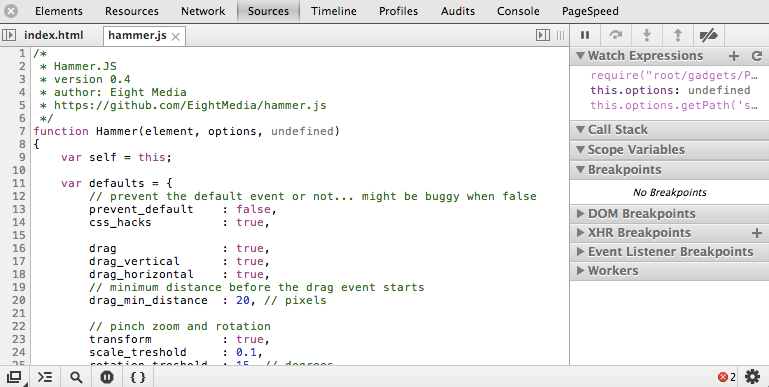 Elements Resources Network Sources Timeline Profiles Audits Console PageSpeed
index.html hammer.js
1 /*
2 * Hammer.JS
3 * version 0.4
4 * author: Eight Media
5 * https://github.com/EightMedia/hammer.js
6 */
7 function Hammer(element, options, undefined)
8 {
9 var self = this;
10
11 var defaults = {
12 // prevent the default event or not... might be buggy when false
13 prevent_default : false,
14 css_hacks : true,
15
16 drag : true,
17 drag_vertical : true,
18 drag_horizontal : true,
19 // minimum distance before the drag event starts
20 drag_min_distance : 20, // pixels
21
22 // pinch zoom and rotation
23 transform : true,
24 scale_treshold : 0.1,
25 rotation_treshold : 15, // degrees
Watch Expressions
require("root/gadgets/P...
this.options: undefined
this.options.getPath('s...
Call Stack
Scope Variables
Breakpoints
No Breakpoints
DOM Breakpoints
XHR Breakpoints
Event Listener Breakpoints
Workers
2